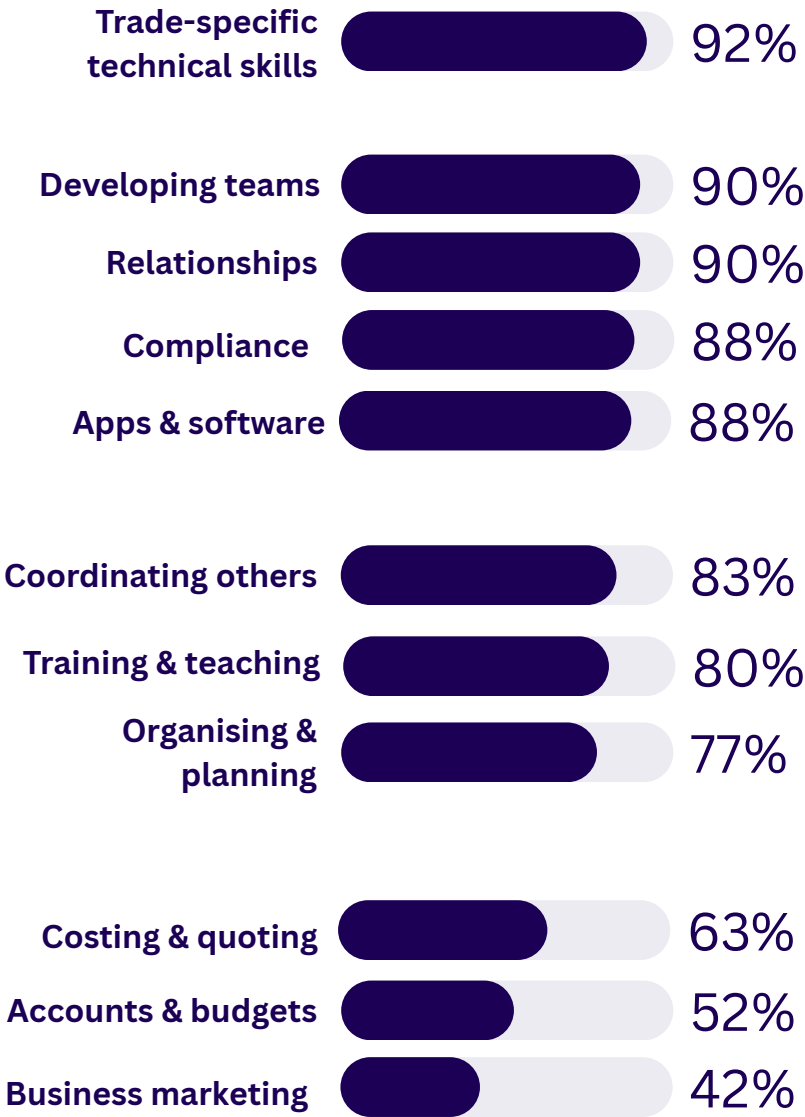 Trade-specific
technical skills
92%
Developing teams
90%
Relationships
90%
Compliance
88%
Apps & software
88%
Coordinating others
83%
Training & teaching
80%
Organising &
planning
77%
Costing & quoting
63%
Accounts & budgets
52%
Business marketing
42%